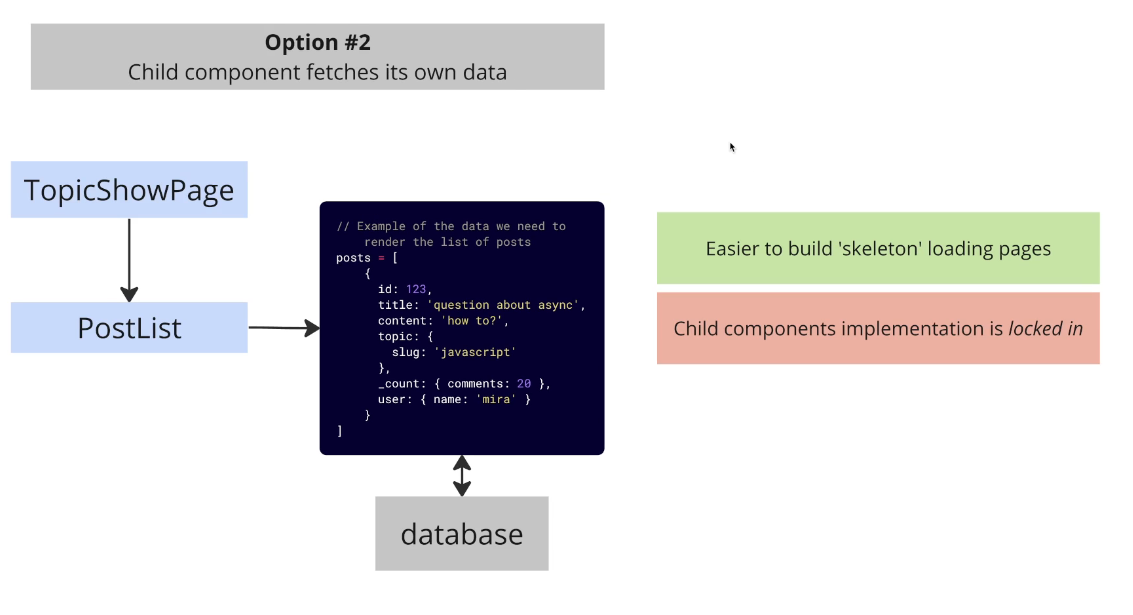 Option #2
Child component fetches its own data
TopicShowPage
PostList
// Example of the data we need to
render the list of posts
posts = [
{
id: 123,
title: 'question about async',
content: 'how to?',
topic: {
slug: 'javascript'
},
_count: { comments: 20 },
user: { name: 'mira' }
}
]
database
Easier to build 'skeleton' loading pages
Child components implementation is locked in